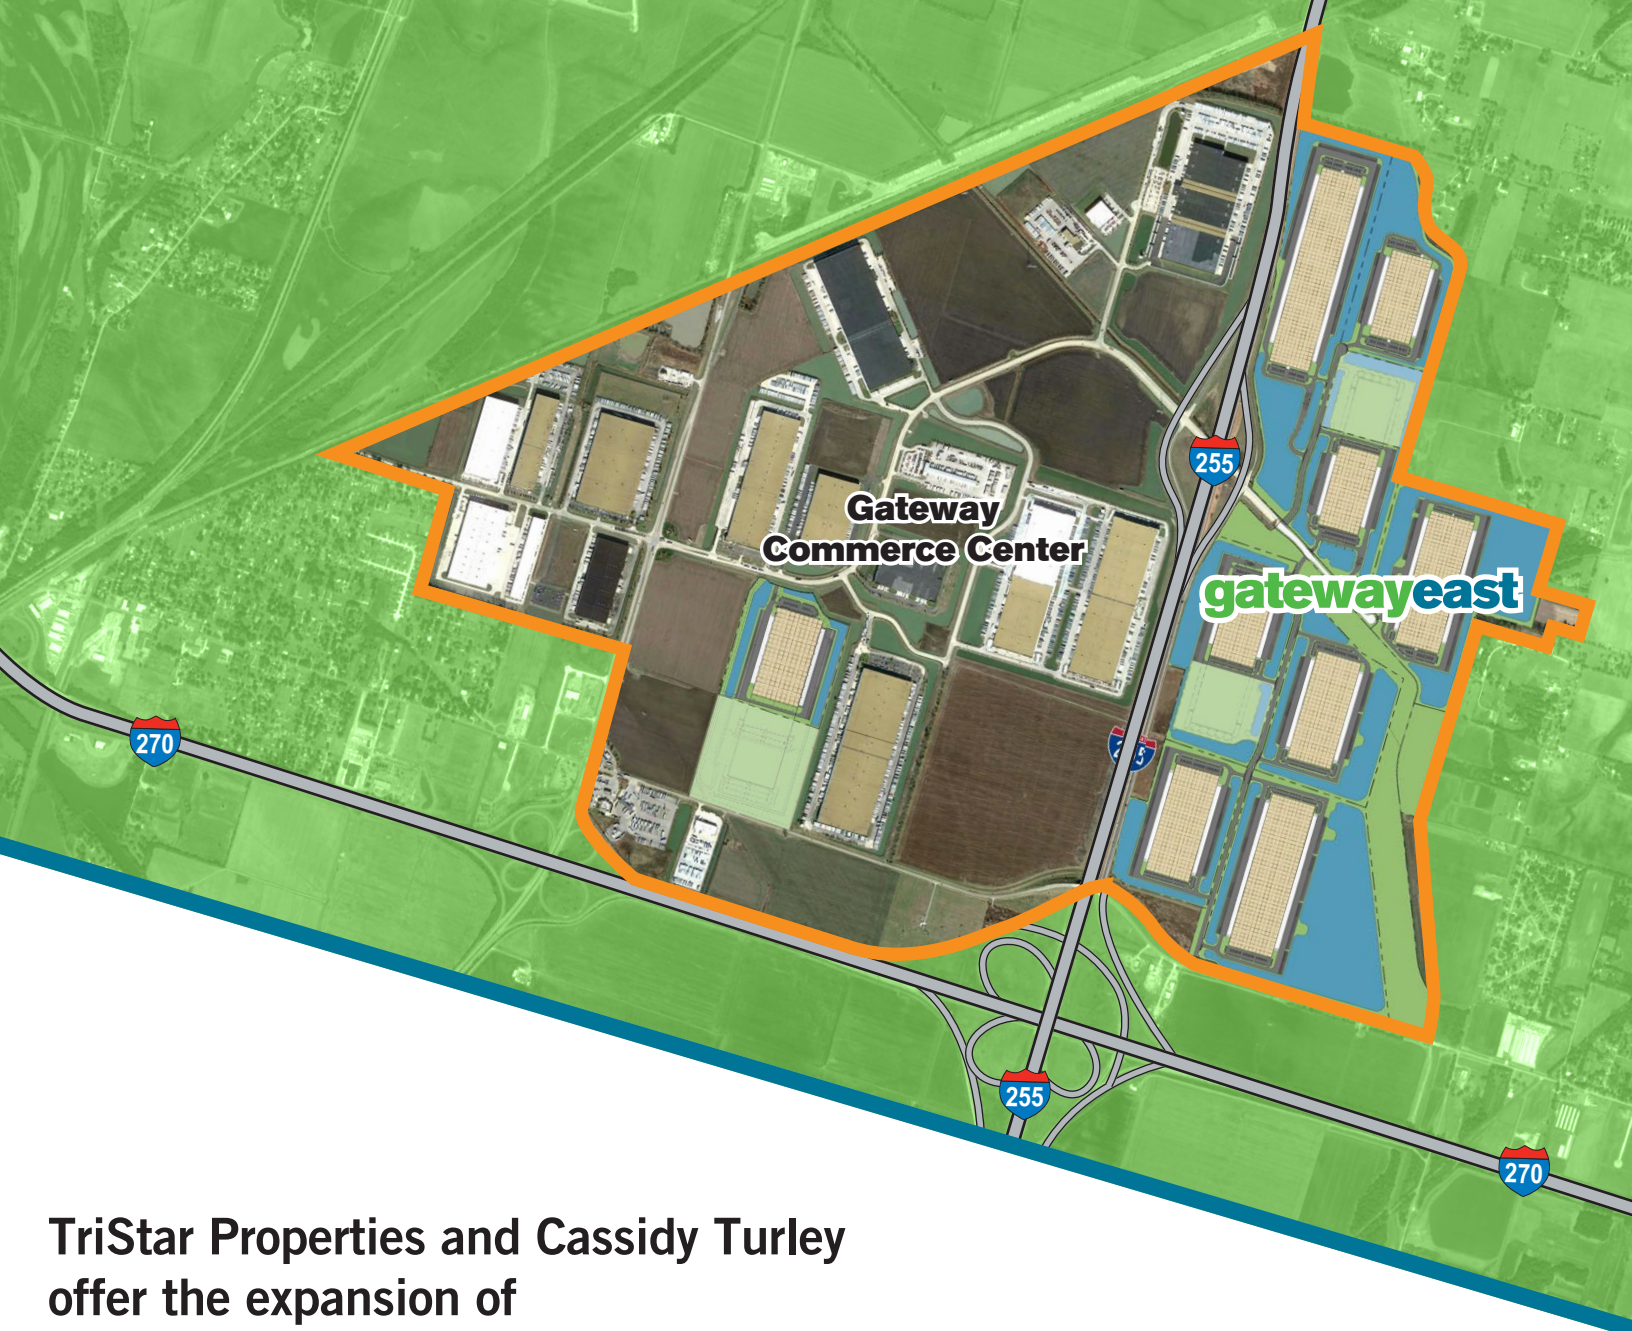 255
Gateway
Commerce Center
gatewayeast
270
255
270
TriStar Properties and Cassidy Turley
offer the expansion of